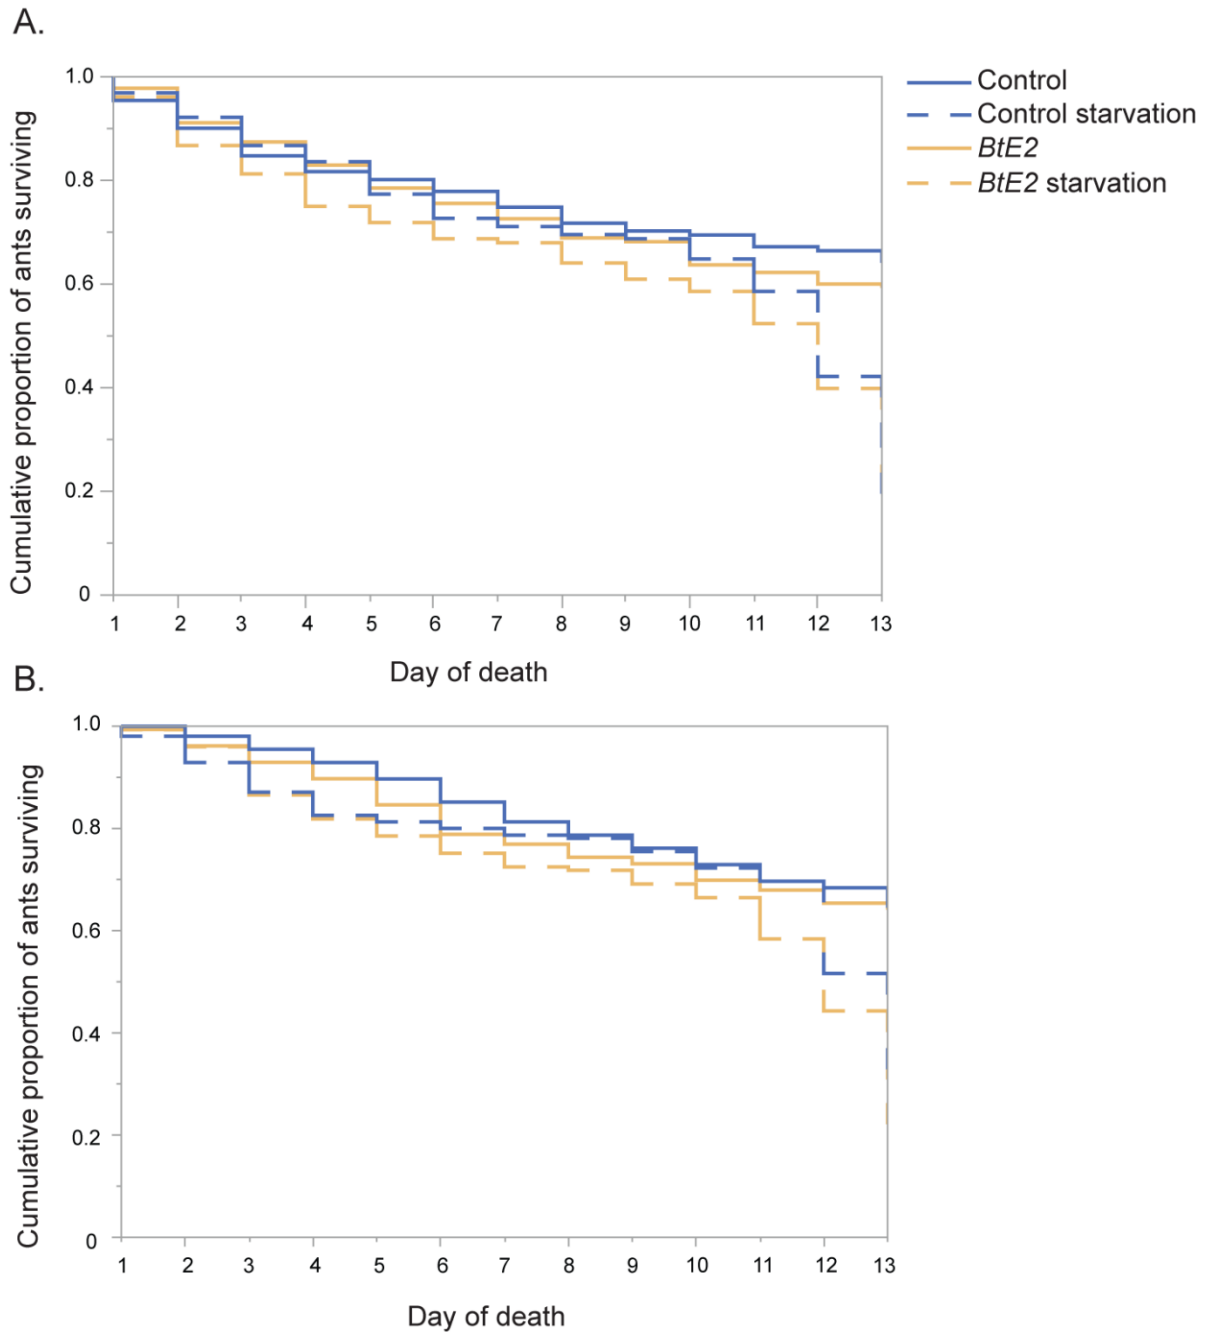 A.
Cumulative proportion of ants surviving
1.0
0.8
0.6
0.4
0.2
0
1 2 3 4 5 6 7 8 9 10 11 12 13
Day of death
Control
Control starvation
BtE2
BtE2 starvation
B.
Cumulative proportion of ants surviving
1.0
0.8
0.6
0.4
0.2
0
1 2 3 4 5 6 7 8 9 10 11 12 13
Day of death